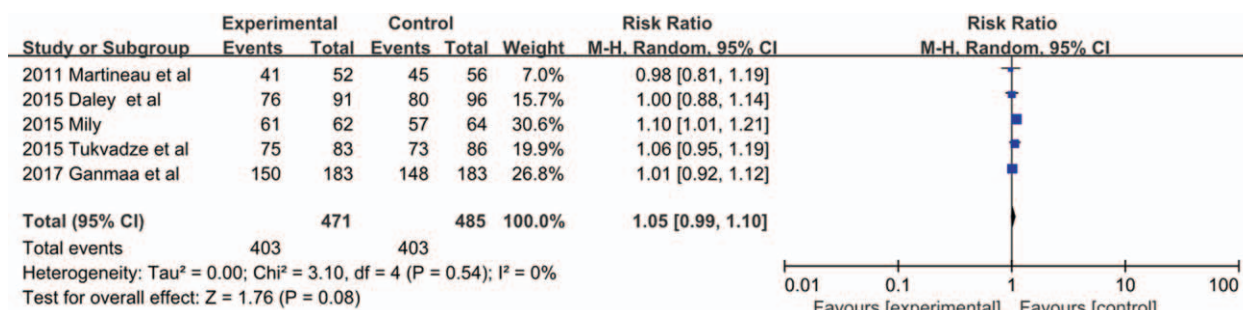 Experimental Control Risk Ratio Risk Ratio
Study or Subgroup Events Total Events Total Weight M-H, Random, 95% CI M-H, Random, 95% CI
2011 Martineau et al 41 52 45 56 7.0% 0.98 [0.81, 1.19]
2015 Daley et al 76 91 80 96 15.7% 1.00 [0.88, 1.14]
2015 Mily 61 62 57 64 30.6% 1.10 [1.01, 1.21]
2015 Tukvadze et al 75 83 73 86 19.9% 1.06 [0.95, 1.19]
2017 Ganmaa et al 150 183 148 183 26.8% 1.01 [0.92, 1.12]
Total (95% CI) 471 485 100.0% 1.05 [0.99, 1.10]
Total events 403 403
Heterogeneity: Tau² = 0.00; Chi² = 3.10, df = 4 (P = 0.54); I² = 0%
Test for overall effect: Z = 1.76 (P = 0.08)
0.01 0.1 1 10 100
Favours [experimental] Favours [control]